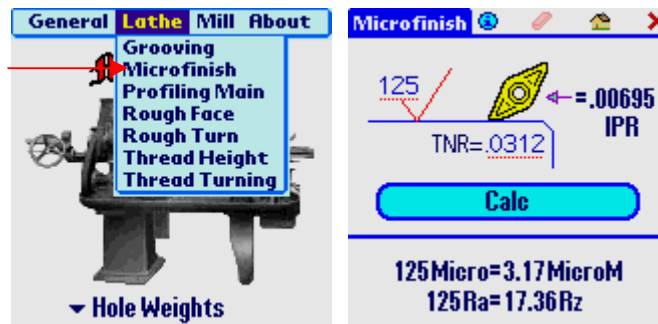 General Lathe Mill About
Grooving
Microfinish
Profiling Main
Rough Face
Rough Turn
Thread Height
Thread Turning
Hole Weights
Microfinish
125
=.00695
IPR
TNR=.0312
Calc
125Micro=3.17MicroM
125Ra=17.36Rz